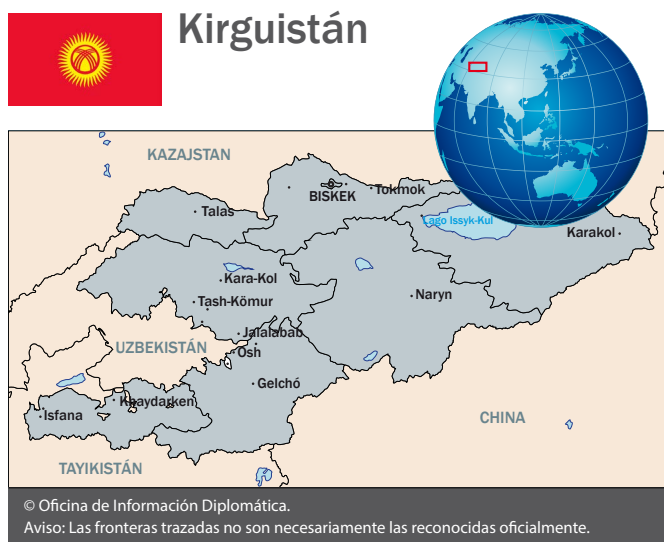 Kirguistán
KAZAJSTAN
BISKEK
Tokmok
Talas
Lago Issyk-Kul
Karakol
Kara-Kol
Naryn
Tash-Kömur
Jalalabab
UZBEKISTÁN
Osh
Gelchó
Khaydarken
Isfana
CHINA
TAYIKISTÁN
© Oficina de Información Diplomática.
Aviso: Las fronteras trazadas no son necesariamente las reconocidas oficialmente.